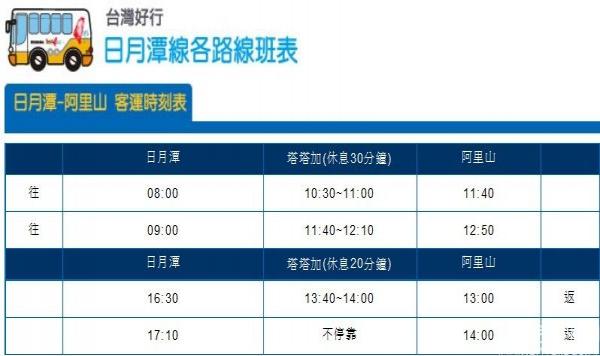 台灣好行
日月潭線各路線班表
日月潭-阿里山 客運時刻表
日月潭 塔塔加(休息30分鐘) 阿里山
往 08:00 10:30~11:00 11:40
往 09:00 11:40~12:10 12:50
日月潭 塔塔加(休息20分鐘) 阿里山
16:30 13:40~14:00 13:00 返
17:10 不停靠 14:00 返